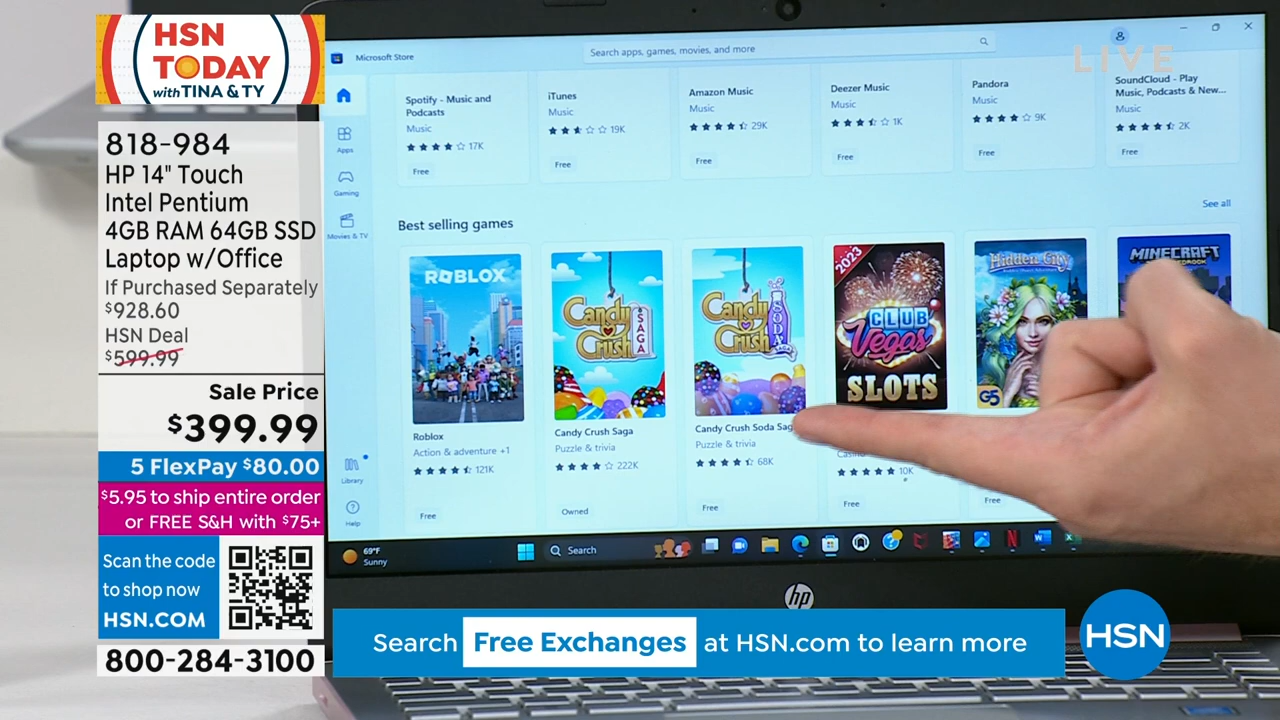 HSN
TODAY
with TINA & TY
818-984
HP 14" Touch
Intel Pentium
4GB RAM 64GB SSD
Laptop w/Office
If Purchased Separately
$928.60
HSN Deal
$599.99
Sale Price
$399.99
5 FlexPay $80.00
$5.95 to ship entire order
or FREE S&H with $75+
Scan the code
to shop now
HSN.COM
800-284-3100
LIVE
Microsoft Store
Search apps, games, movies, and more
Home
Apps
Gaming
Movies & TV
Library
Help
Spotify - Music and
Podcasts
Music
17K
Free
iTunes
Music
19K
Free
Amazon Music
Music
29K
Free
Deezer Music
Music
1K
Free
Pandora
Music
9K
Free
SoundCloud - Play
Music, Podcasts & New...
Music
2K
Free
Best selling games
See all
ROBLOX
Roblox
Action & adventure +1
121K
Free
Candy
Crush
SAGA
Candy Crush Saga
Puzzle & trivia
222K
Owned
Candy
Crush
SODA
Candy Crush Soda Sag
Puzzle & trivia
68K
Free
2023
CLUB
Vegas
SLOTS
Casino
10K
Free
Hidden City
G5
Free
MINECRAFT
69°F
Sunny
Search
hp
Search Free Exchanges at HSN.com to learn more
HSN